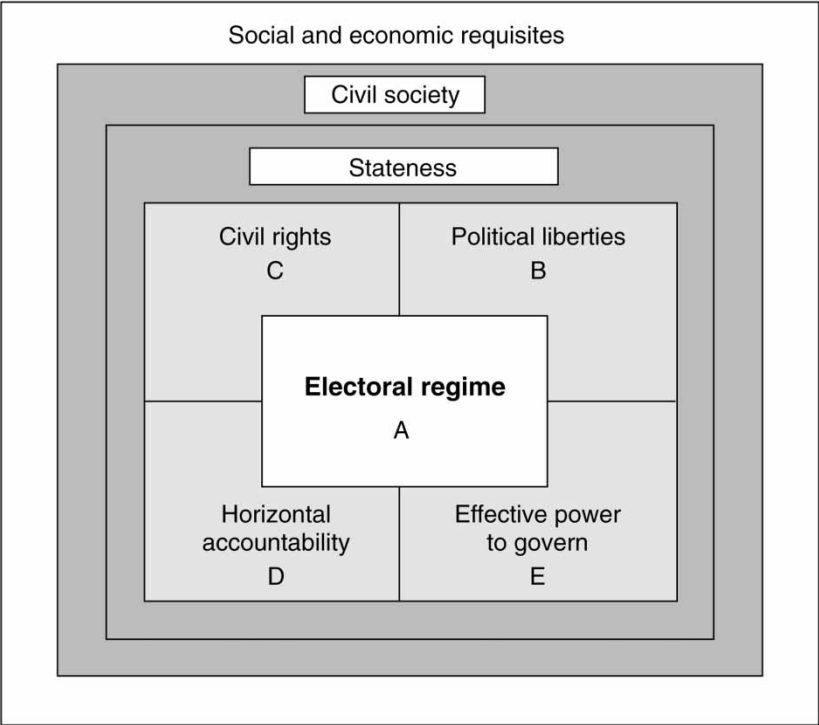 Social and economic requisites
Civil society
Stateness
Civil rights
C
Political liberties
B
Electoral regime
A
Horizontal
accountability
D
Effective power
to govern
E